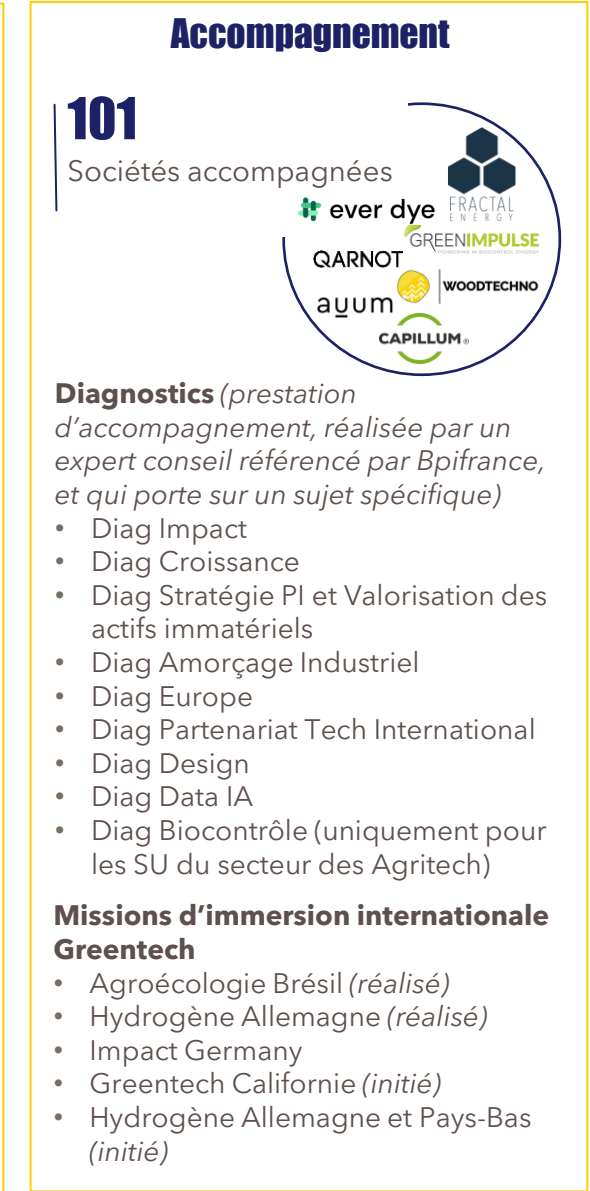 Accompagnement
101
Sociétés accompagnées
FRACTAL
ENERGY
ever dye
GREENIMPULSE
PIONEERING IN BIOCONTROL SYNERGY
QARNOT
WOODTECHNO
auum
CAPILLUM®
Diagnostics (prestation
d’accompagnement, réalisée par un
expert conseil référencé par Bpifrance,
et qui porte sur un sujet spécifique)
• Diag Impact
• Diag Croissance
• Diag Stratégie PI et Valorisation des
actifs immatériels
• Diag Amorçage Industriel
• Diag Europe
• Diag Partenariat Tech International
• Diag Design
• Diag Data IA
• Diag Biocontrôle (uniquement pour
les SU du secteur des Agritech)
Missions d’immersion internationale
Greentech
• Agroécologie Brésil (réalisé)
• Hydrogène Allemagne (réalisé)
• Impact Germany
• Greentech Californie (initié)
• Hydrogène Allemagne et Pays-Bas
(initié)